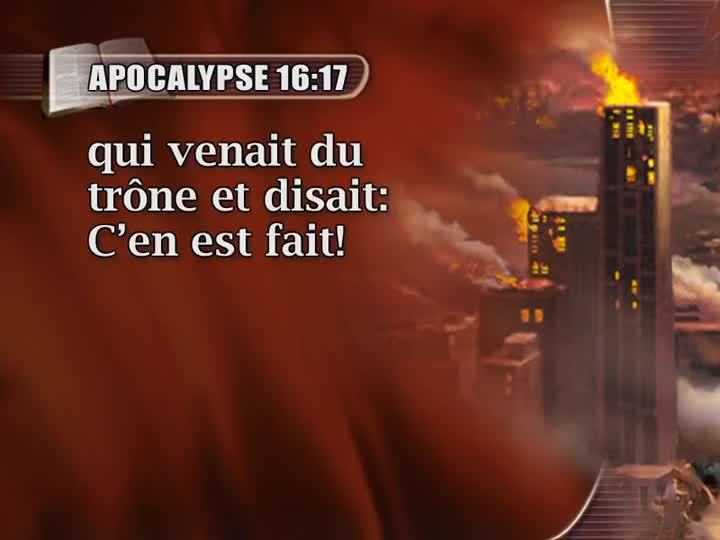 APOCALYPSE 16:17
qui venait du
trône et disait:
C’en est fait!